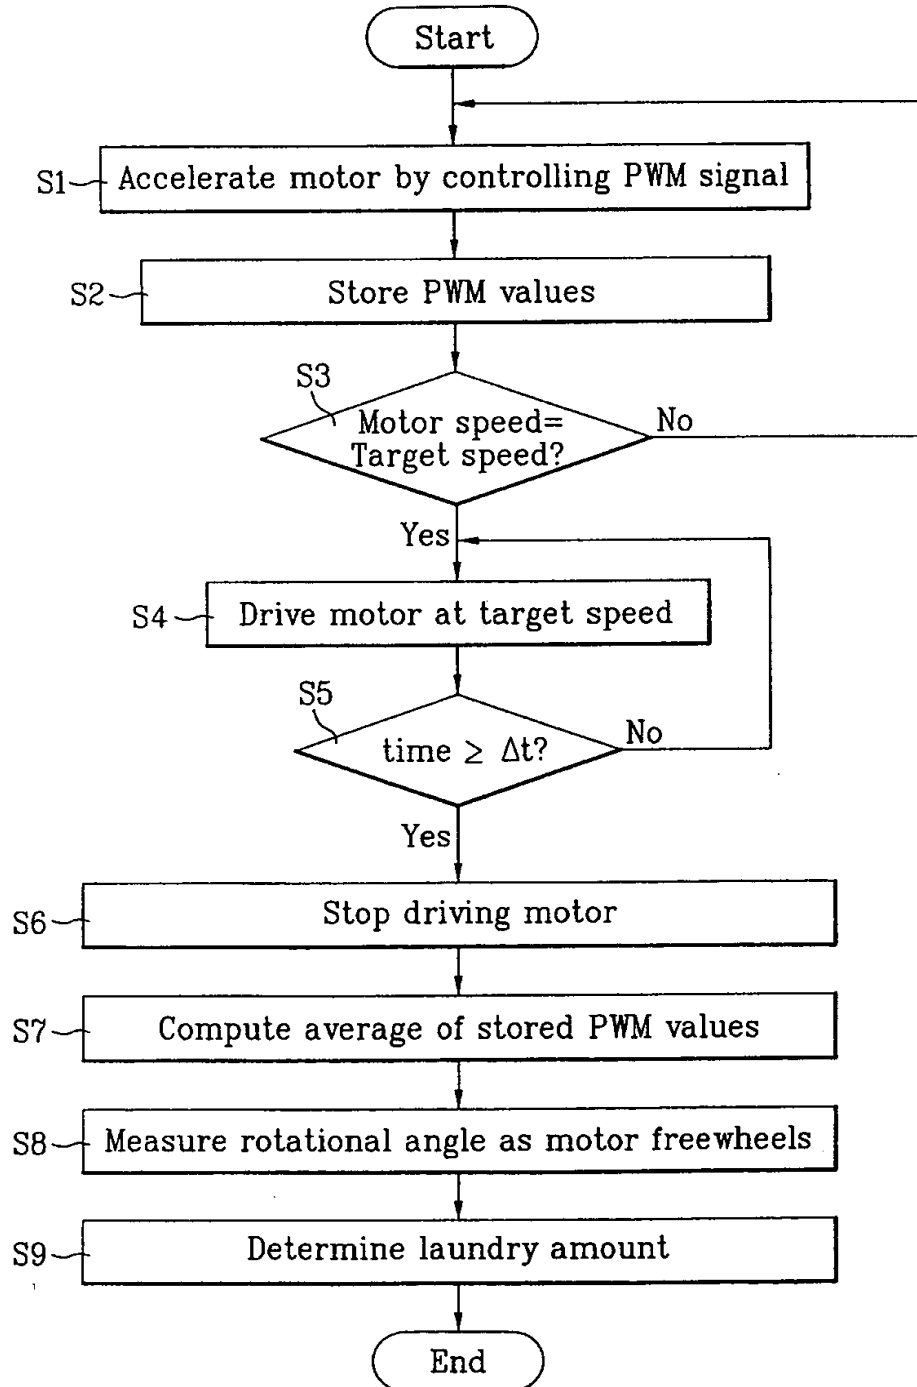 Start
S1
Accelerate motor by controlling PWM signal
S2
Store PWM values
S3
Motor speed=
Target speed?
No
Yes
S4
Drive motor at target speed
S5
time ≥ Δt?
No
Yes
S6
Stop driving motor
S7
Compute average of stored PWM values
S8
Measure rotational angle as motor freewheels
S9
Determine laundry amount
End